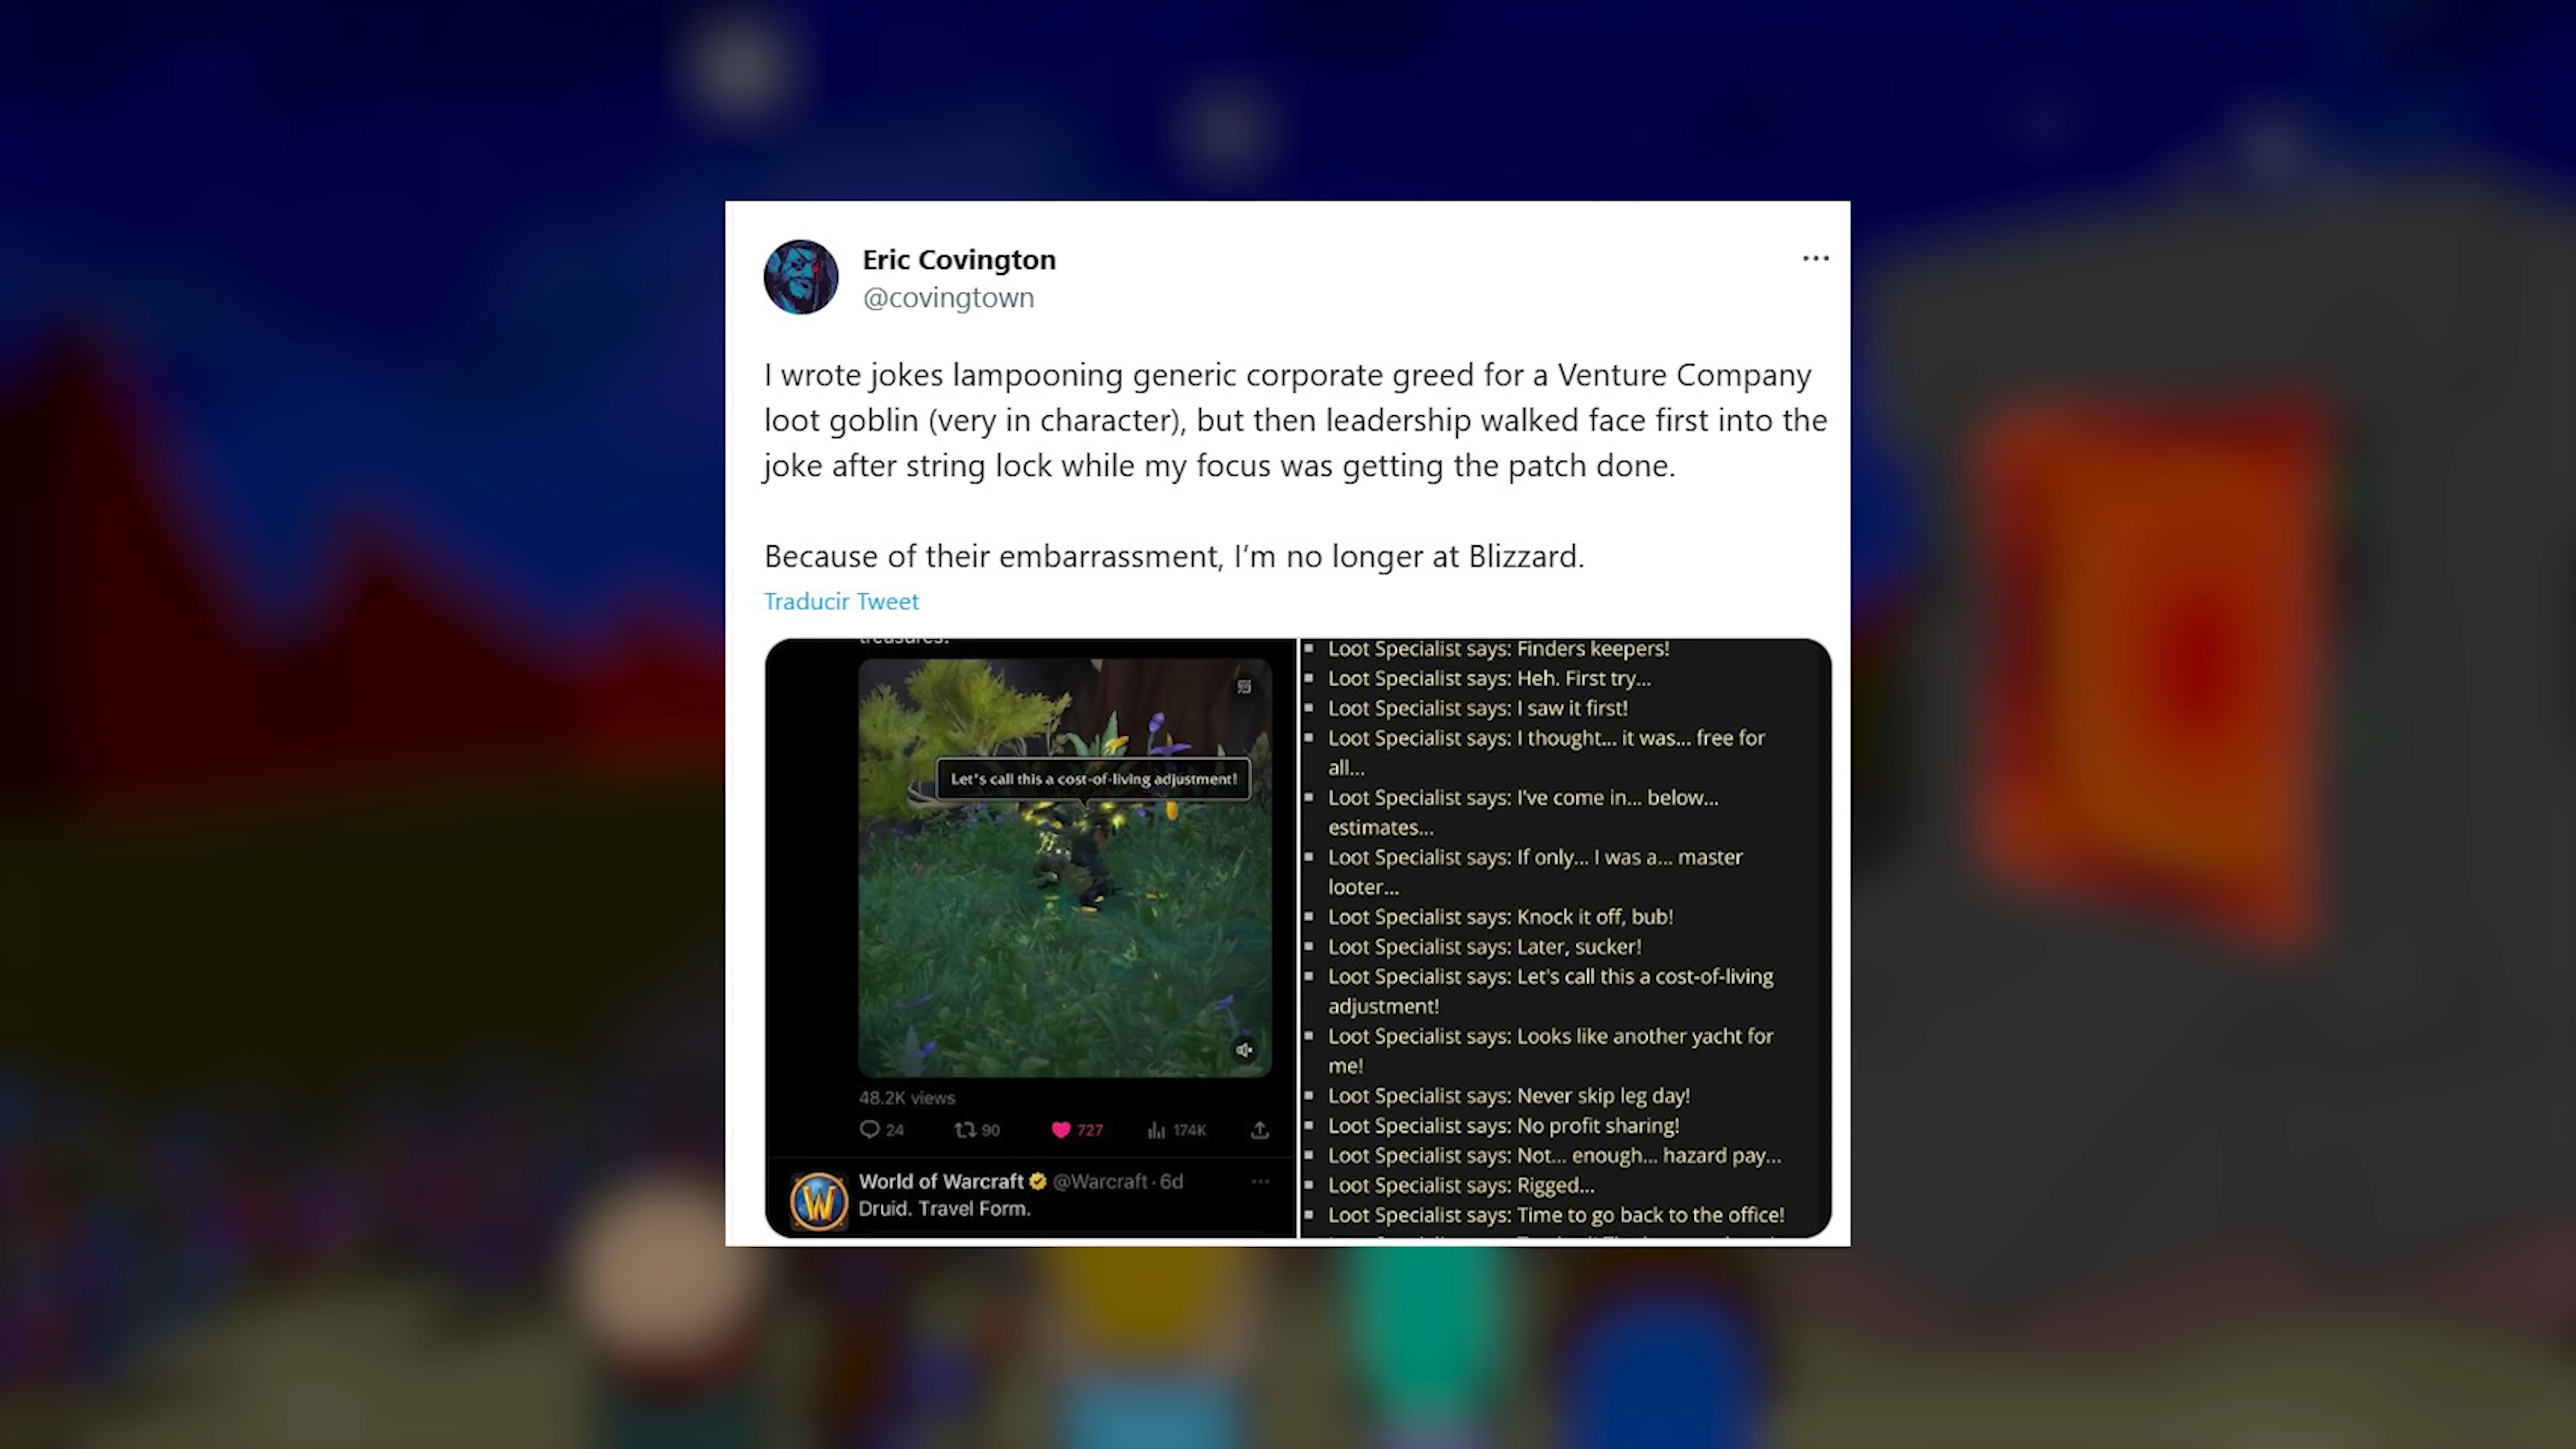 Eric Covington
@covingtown
I wrote jokes lampooning generic corporate greed for a Venture Company
loot goblin (very in character), but then leadership walked face first into the
joke after string lock while my focus was getting the patch done.
Because of their embarrassment, I'm no longer at Blizzard.
Traducir Tweet
treasures!
Let's call this a cost-of-living adjustment!
48.2K views
24 90 727 174K
World of Warcraft @Warcraft · 6d
Druid. Travel Form.
Loot Specialist says: Finders keepers!
Loot Specialist says: Heh. First try...
Loot Specialist says: I saw it first!
Loot Specialist says: I thought... it was... free for
all...
Loot Specialist says: I've come in... below...
estimates...
Loot Specialist says: If only... I was a... master
looter...
Loot Specialist says: Knock it off, bub!
Loot Specialist says: Later, sucker!
Loot Specialist says: Let's call this a cost-of-living
adjustment!
Loot Specialist says: Looks like another yacht for
me!
Loot Specialist says: Never skip leg day!
Loot Specialist says: No profit sharing!
Loot Specialist says: Not... enough... hazard pay...
Loot Specialist says: Rigged...
Loot Specialist says: Time to go back to the office!